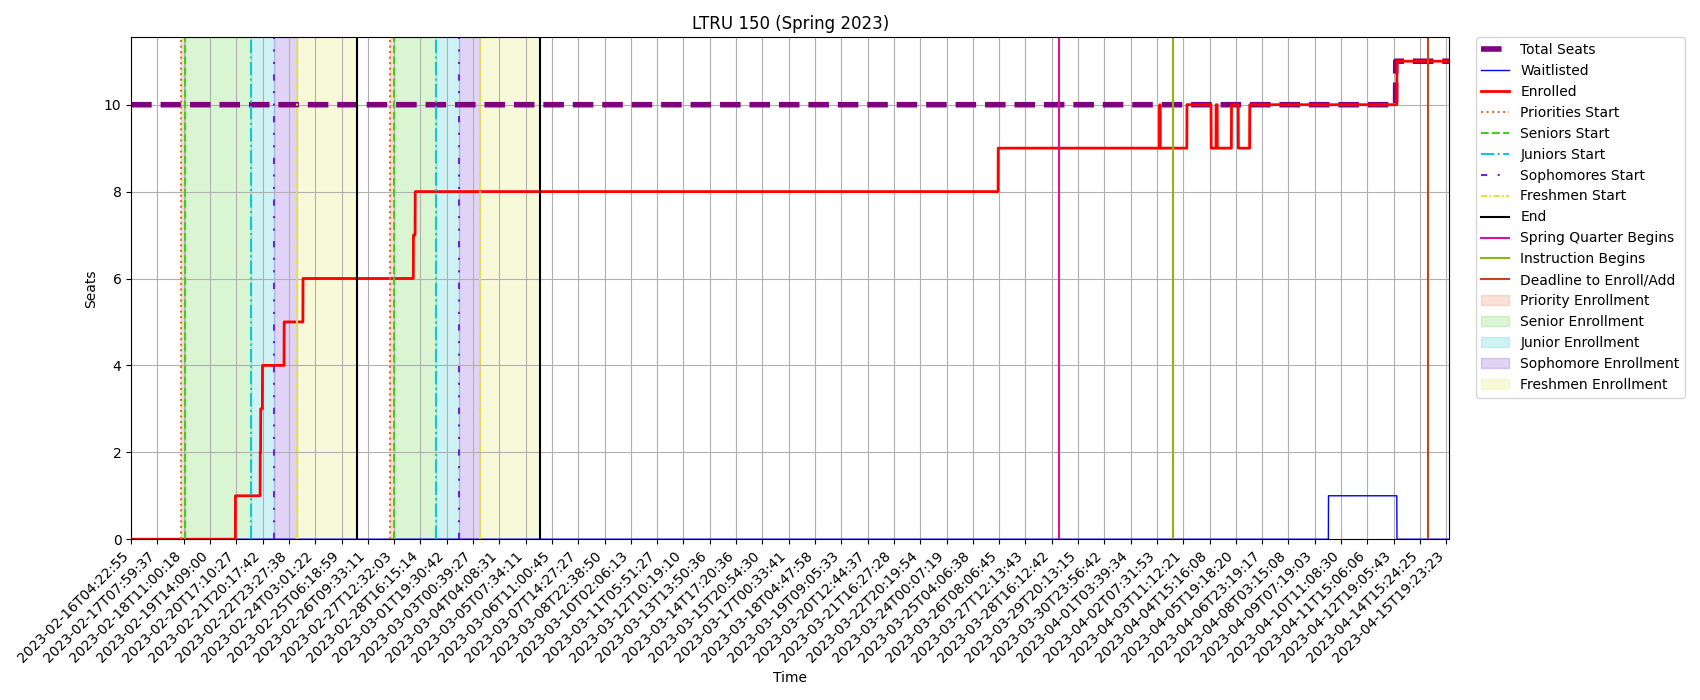 LTRU 150 (Spring 2023)
Seats
10
8
6
4
2
0
2023-02-16T04:22:55
2023-02-17T07:59:37
2023-02-18T11:00:18
2023-02-19T14:09:00
2023-02-20T17:10:27
2023-02-21T20:17:42
2023-02-22T23:27:38
2023-02-24T03:01:22
2023-02-25T06:18:59
2023-02-26T09:33:11
2023-02-27T12:32:03
2023-02-28T16:15:14
2023-03-01T19:30:42
2023-03-03T00:39:27
2023-03-04T04:08:31
2023-03-05T07:34:11
2023-03-06T11:00:45
2023-03-07T14:27:27
2023-03-08T22:38:50
2023-03-10T02:06:13
2023-03-11T05:51:27
2023-03-12T10:19:10
2023-03-13T13:50:36
2023-03-14T17:20:36
2023-03-15T20:54:30
2023-03-17T00:33:41
2023-03-18T04:47:58
2023-03-19T09:05:33
2023-03-20T12:44:37
2023-03-21T16:27:28
2023-03-22T20:19:54
2023-03-24T00:07:19
2023-03-25T04:06:38
2023-03-26T08:06:45
2023-03-27T12:13:43
2023-03-28T16:12:42
2023-03-29T20:13:15
2023-03-30T23:56:42
2023-04-01T03:39:34
2023-04-02T07:31:53
2023-04-03T11:12:21
2023-04-04T15:16:08
2023-04-05T19:18:20
2023-04-06T23:19:17
2023-04-08T03:15:08
2023-04-09T07:19:03
2023-04-10T11:08:30
2023-04-11T15:06:06
2023-04-12T19:05:43
2023-04-14T15:24:25
2023-04-15T19:23:23
Time
Total Seats
Waitlisted
Enrolled
Priorities Start
Seniors Start
Juniors Start
Sophomores Start
Freshmen Start
End
Spring Quarter Begins
Instruction Begins
Deadline to Enroll/Add
Priority Enrollment
Senior Enrollment
Junior Enrollment
Sophomore Enrollment
Freshmen Enrollment